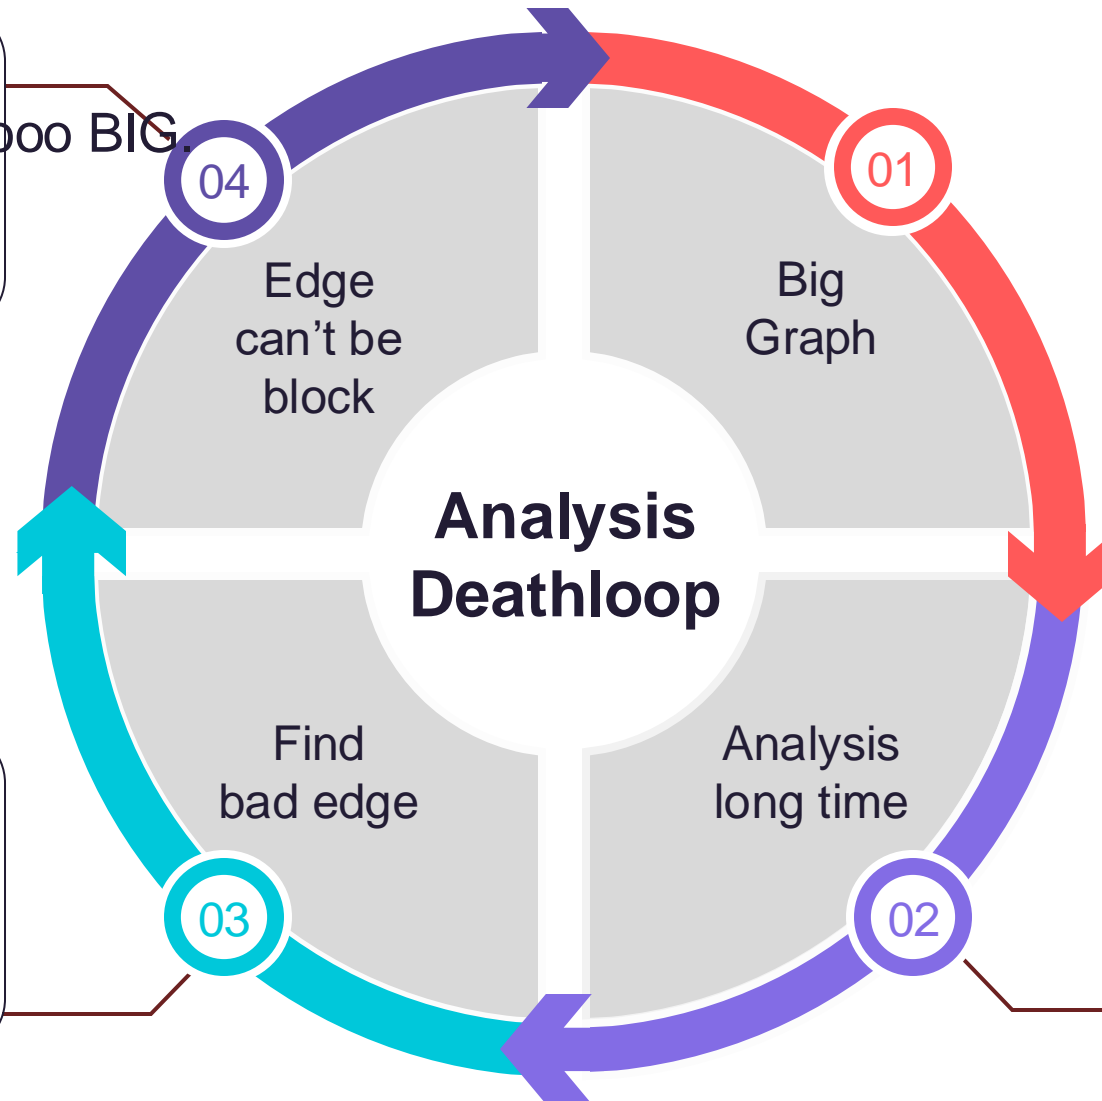 BIG.
04
01
Edge
can’t be
block
Big
Graph
Analysis
Deathloop
Find
bad edge
Analysis
long time
03
02